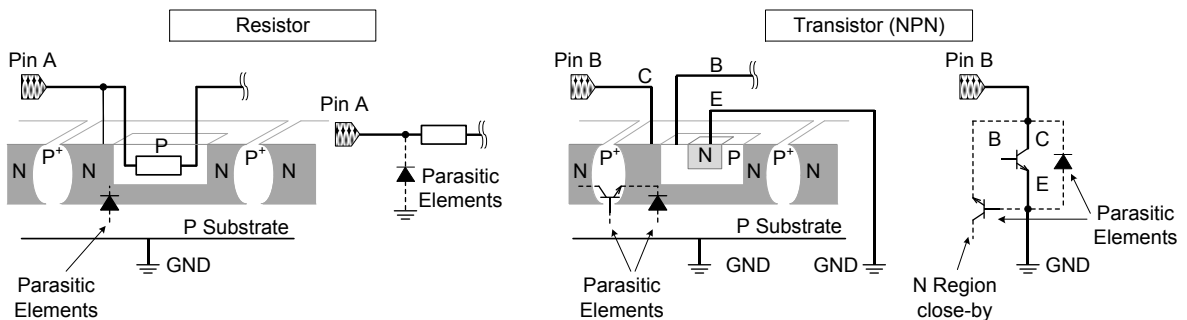 Resistor
Transistor (NPN)
Pin A
Pin A
N
P+
N
P
P+
N
N
Parasitic
Elements
P Substrate
GND
Parasitic
Elements
Pin B
C
B
E
N
P+
N
N
P
P+
N
N
P Substrate
GND
GND
Parasitic
Elements
Pin B
B
C
E
Parasitic
Elements
GND
N Region
close-by